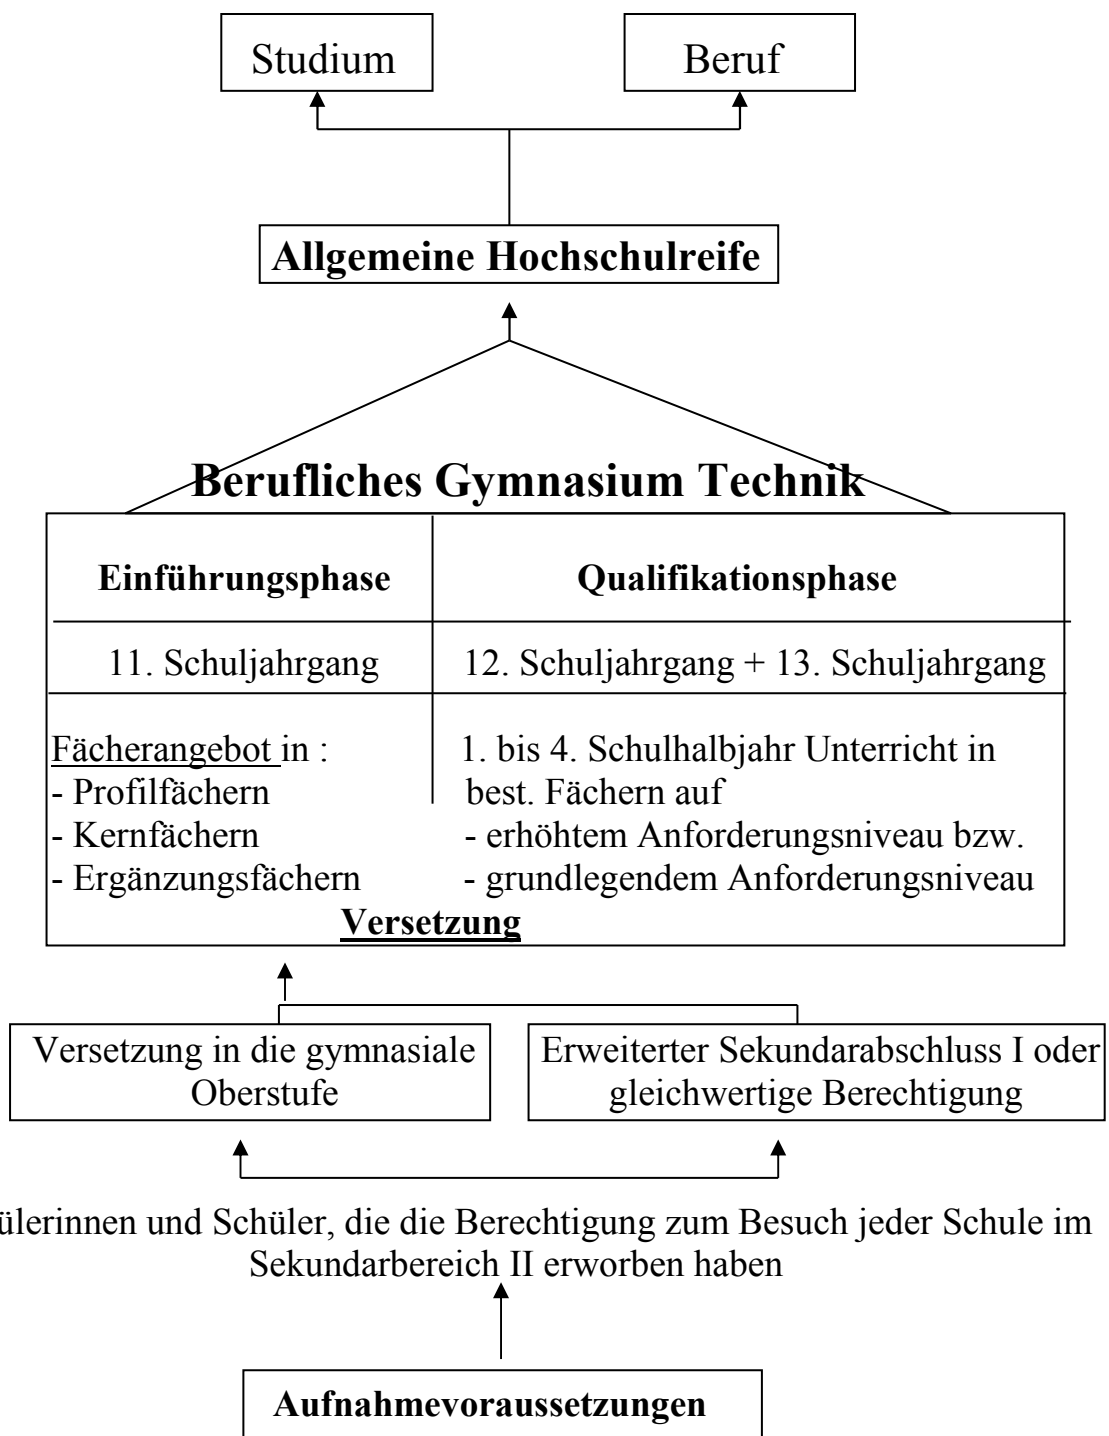 Studium
Beruf
Allgemeine Hochschulreife
Berufliches Gymnasium Technik
Einführungsphase
Qualifikationsphase
11. Schuljahrgang
12. Schuljahrgang + 13. Schuljahrgang
Fächerangebot in :
- Profilfächern
- Kernfächern
- Ergänzungsfächern
1. bis 4. Schulhalbjahr Unterricht in
best. Fächern auf
- erhöhtem Anforderungsniveau bzw.
- grundlegendem Anforderungsniveau
Versetzung
Versetzung in die gymnasiale
Oberstufe
Erweiterter Sekundarabschluss I oder
gleichwertige Berechtigung
ülerinnen und Schüler, die die Berechtigung zum Besuch jeder Schule im
Sekundarbereich II erworben haben
Aufnahmevoraussetzungen